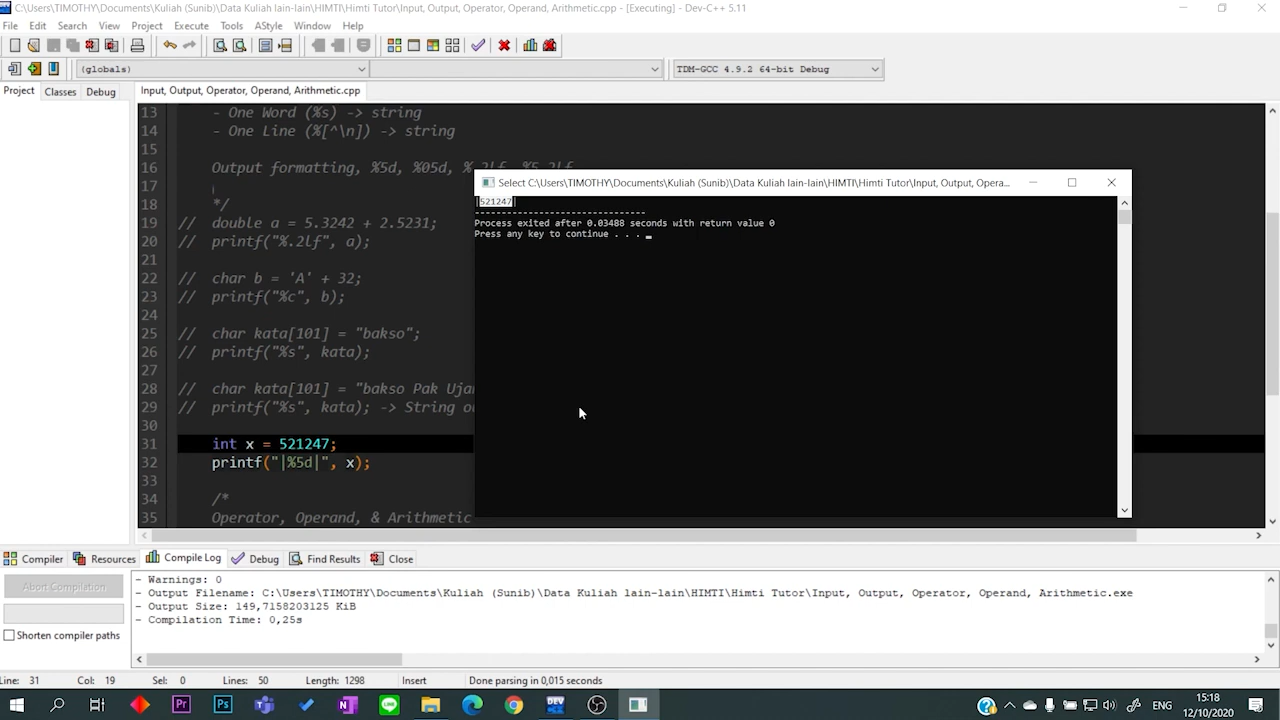 C:\Users\TIMOTHY\Documents\Kuliah (Sunib)\Data Kuliah lain-lain\HIMTI\Himti Tutor\Input, Output, Operator, Operand, Arithmetic.cpp - [Executing] - Dev-C++ 5.11
File Edit Search View Project Execute Tools AStyle Window Help
(globals)
TDM-GCC 4.9.2 64-bit Debug
Project Classes Debug
Input, Output, Operator, Operand, Arithmetic.cpp
13 - One Word (%s) -> string
14 - One Line (%[^\n]) -> string
15
16 Output formatting, %5d, %05d, %.2lf, %5.2lf
17
18 */
19 // double a = 5.3242 + 2.5231;
20 // printf("%.2lf", a);
21
22 // char b = 'A' + 32;
23 // printf("%c", b);
24
25 // char kata[101] = "bakso";
26 // printf("%s", kata);
27
28 // char kata[101] = "bakso Pak Ujan
29 // printf("%s", kata); -> String
30
31 int x = 521247;
32 printf("|%5d|", x);
33
34 /*
35 Operator, Operand, & Arithmetic
Select C:\Users\TIMOTHY\Documents\Kuliah (Sunib)\Data Kuliah lain-lain\HIMTI\Himti Tutor\Input, Output, Opera...
|521247|
--------------------------------
Process exited after 0.03488 seconds with return value 0
Press any key to continue . . .
Compiler Resources Compile Log Debug Find Results Close
Abort Compilation
Shorten compiler paths
- Warnings: 0
- Output Filename: C:\Users\TIMOTHY\Documents\Kuliah (Sunib)\Data Kuliah lain-lain\HIMTI\Himti Tutor\Input, Output, Operator, Operand, Arithmetic.exe
- Output Size: 149,7158203125 KiB
- Compilation Time: 0,25s
Line: 31 Col: 19 Sel: 0 Lines: 50 Length: 1298 Insert Done parsing in 0,015 seconds
Pr Ps
DEV
ENG
15:18
12/10/2020